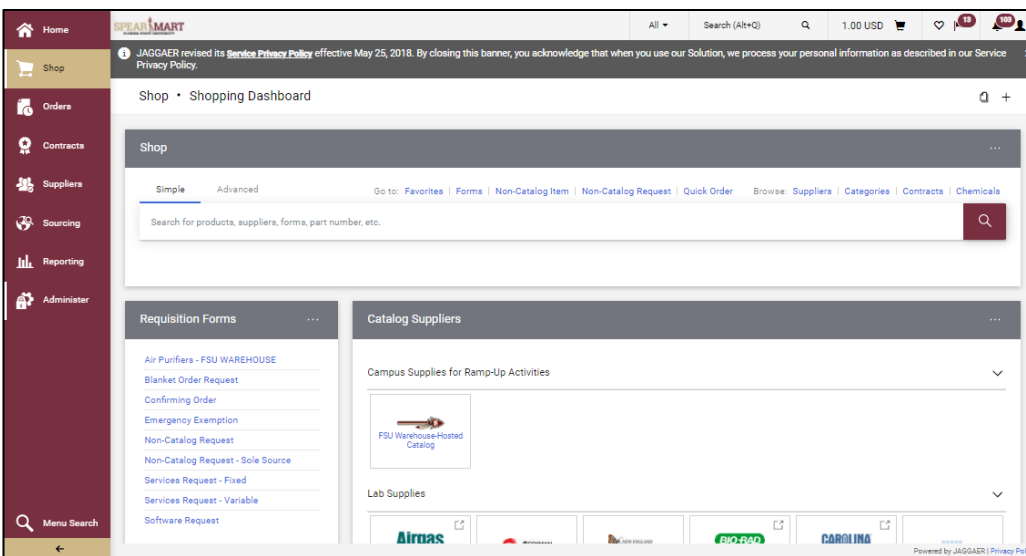 Home
SPEARMART
FLORIDA STATE UNIVERSITY
All
Search (Alt+Q)
1.00 USD
13
103
JAGGAER revised its Service Privacy Policy effective May 25, 2018. By closing this banner, you acknowledge that when you use our Solution, we process your personal information as described in our Service
Privacy Policy.
Shop
Orders
Contracts
Suppliers
Sourcing
Reporting
Administer
Menu Search
Shop • Shopping Dashboard
Shop
Simple Advanced
Go to: Favorites | Forms | Non-Catalog Item | Non-Catalog Request | Quick Order Browse: Suppliers | Categories | Contracts | Chemicals
Search for products, suppliers, forms, part number, etc.
Requisition Forms
Air Purifiers - FSU WAREHOUSE
Blanket Order Request
Confirming Order
Emergency Exemption
Non-Catalog Request
Non-Catalog Request - Sole Source
Services Request - Fixed
Services Request - Variable
Software Request
Catalog Suppliers
Campus Supplies for Ramp-Up Activities
FSU Warehouse-Hosted
Catalog
Lab Supplies
Airgas
NEW ENGLAND
BIO-RAD
CAROLINA
Powered by JAGGAER | Privacy Pol